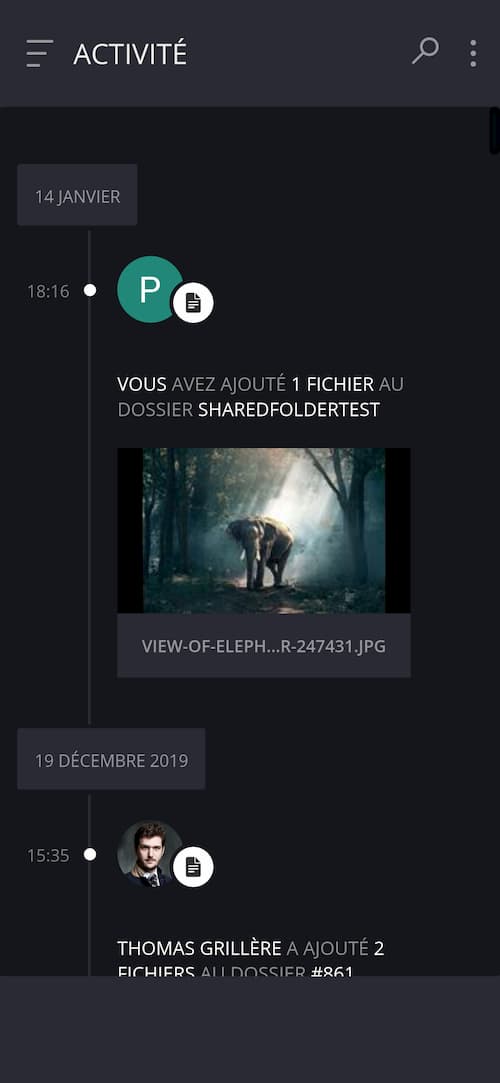 ACTIVITÉ
14 JANVIER
18:16
P
VOUS AVEZ AJOUTÉ 1 FICHIER AU
DOSSIER SHAREDFOLDERTEST
VIEW-OF-ELEPH...R-247431.JPG
19 DÉCEMBRE 2019
15:35
THOMAS GRILLÈRE A AJOUTÉ 2
FICHIERS AU DOSSIER #861